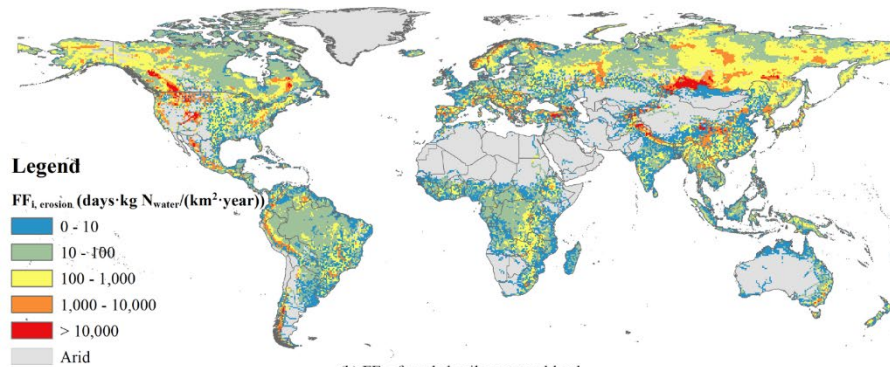 Legend
FFi, erosion (days·kg Nwater/(km²·year))
0 - 10
10 - 100
100 - 1,000
1,000 - 10,000
> 10,000
Arid